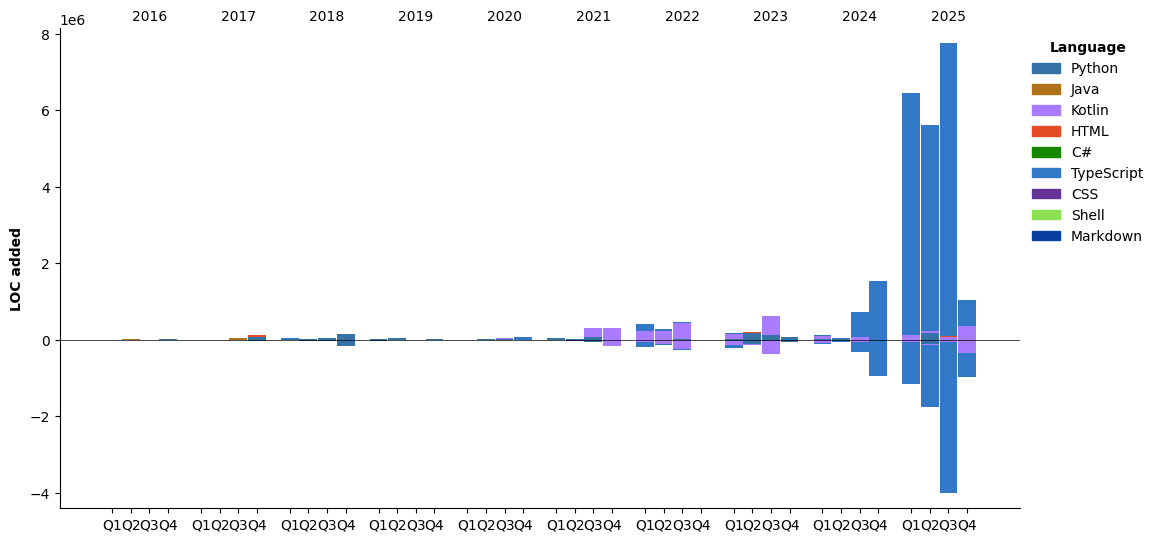 2016 2017 2018 2019 2020 2021 2022 2023 2024 2025
1e6
8
6
4
2
0
−2
−4
LOC added
Q1Q2Q3Q4 Q1Q2Q3Q4 Q1Q2Q3Q4 Q1Q2Q3Q4 Q1Q2Q3Q4 Q1Q2Q3Q4 Q1Q2Q3Q4 Q1Q2Q3Q4 Q1Q2Q3Q4 Q1Q2Q3Q4
Language
Python
Java
Kotlin
HTML
C#
TypeScript
CSS
Shell
Markdown